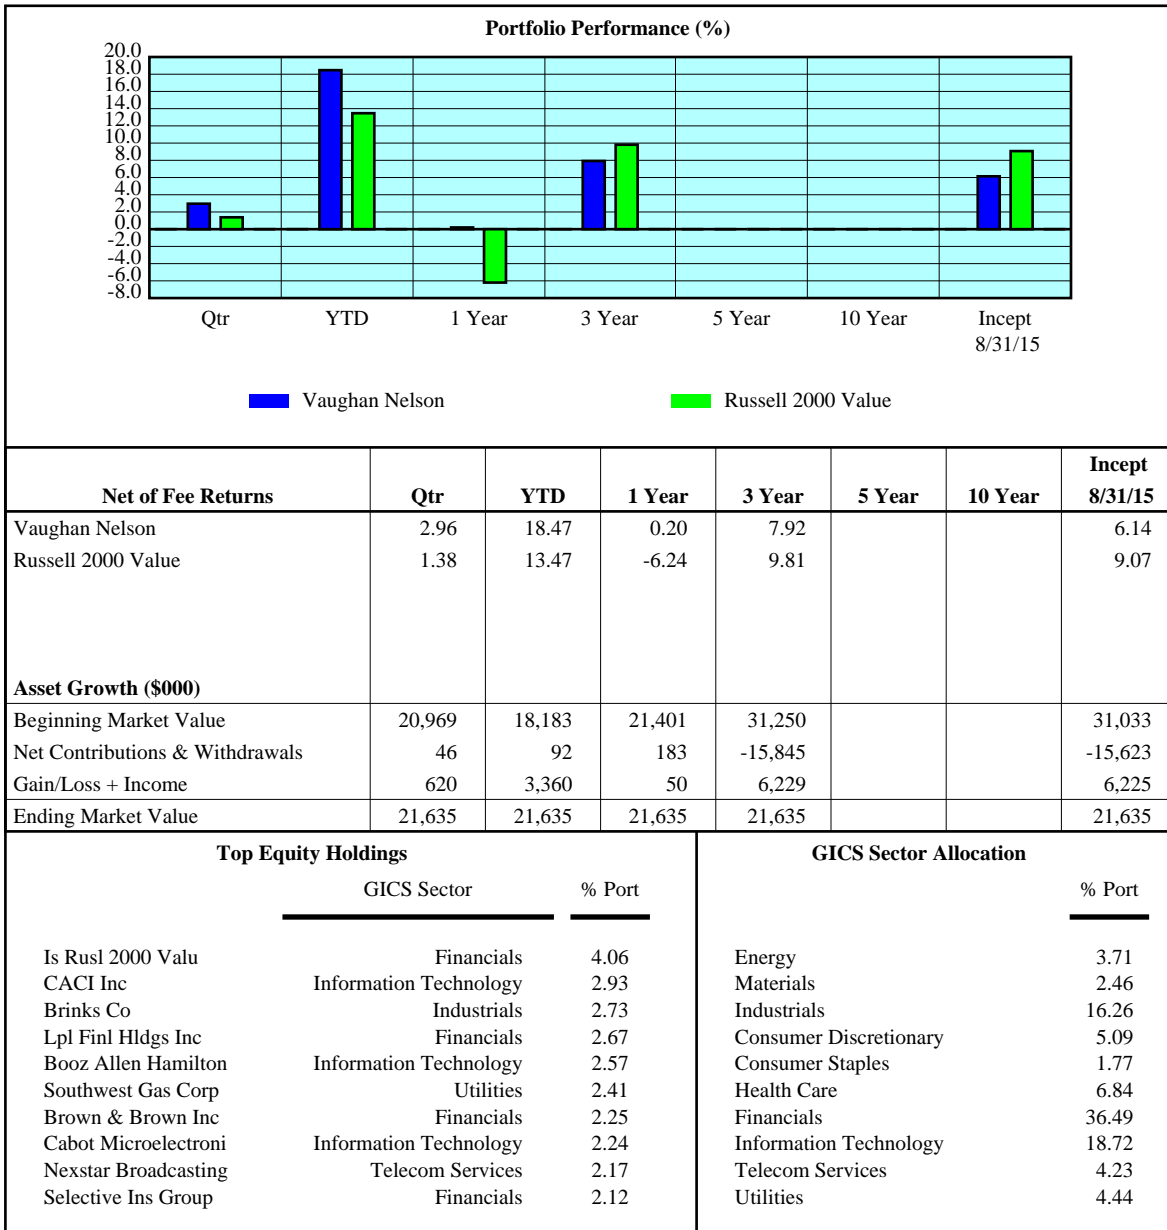 Portfolio Performance (%)
20.0
18.0
16.0
14.0
12.0
10.0
8.0
6.0
4.0
2.0
0.0
-2.0
-4.0
-6.0
-8.0
Qtr YTD 1 Year 3 Year 5 Year 10 Year Incept
8/31/15
Vaughan Nelson Russell 2000 Value
Incept
Net of Fee Returns Qtr YTD 1 Year 3 Year 5 Year 10 Year 8/31/15
Vaughan Nelson 2.96 18.47 0.20 7.92 6.14
Russell 2000 Value 1.38 13.47 -6.24 9.81 9.07
Asset Growth ($000)
Beginning Market Value 20,969 18,183 21,401 31,250 31,033
Net Contributions & Withdrawals 46 92 183 -15,845 -15,623
Gain/Loss + Income 620 3,360 50 6,229 6,225
Ending Market Value 21,635 21,635 21,635 21,635 21,635
Top Equity Holdings
GICS Sector % Port
Is Rusl 2000 Valu Financials 4.06
CACI Inc Information Technology 2.93
Brinks Co Industrials 2.73
Lpl Finl Hldgs Inc Financials 2.67
Booz Allen Hamilton Information Technology 2.57
Southwest Gas Corp Utilities 2.41
Brown & Brown Inc Financials 2.25
Cabot Microelectroni Information Technology 2.24
Nexstar Broadcasting Telecom Services 2.17
Selective Ins Group Financials 2.12
GICS Sector Allocation
% Port
Energy 3.71
Materials 2.46
Industrials 16.26
Consumer Discretionary 5.09
Consumer Staples 1.77
Health Care 6.84
Financials 36.49
Information Technology 18.72
Telecom Services 4.23
Utilities 4.44